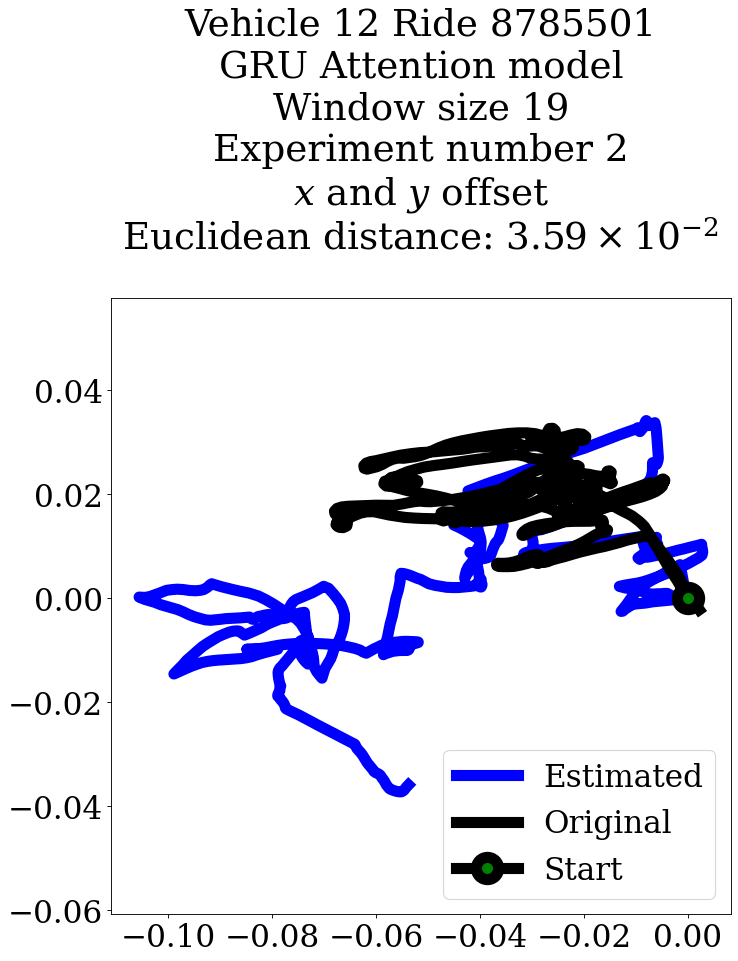 Vehicle 12 Ride 8785501
GRU Attention model
Window size 19
Experiment number 2
x and y offset
Euclidean distance: 3.59 × 10⁻²
0.04
0.02
0.00
−0.02
−0.04
−0.06
−0.10 −0.08 −0.06 −0.04 −0.02 0.00
Estimated
Original
Start